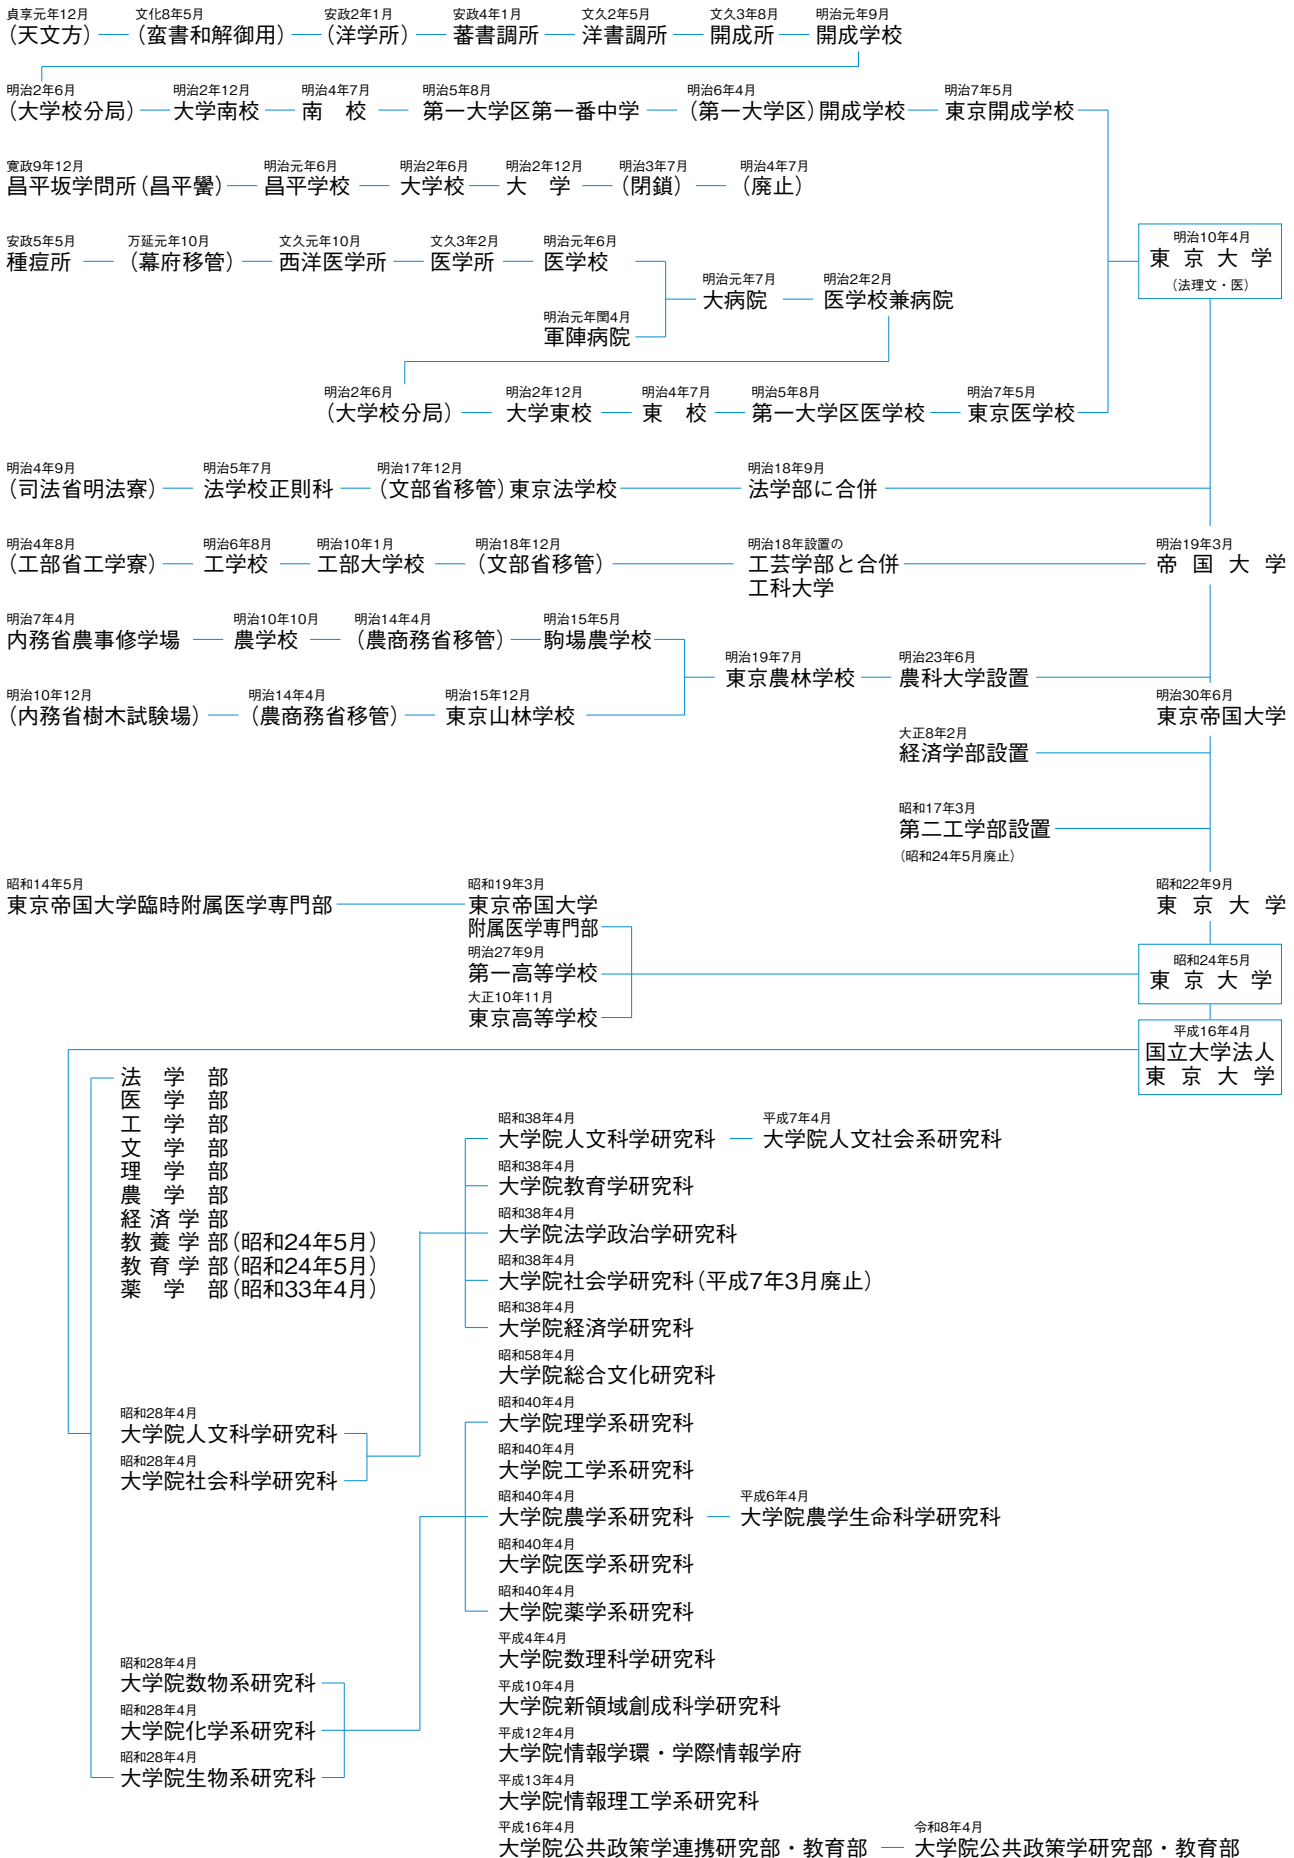 貞享元年12月 文化8年5月 安政2年1月 安政4年1月 文久2年5月 文久3年8月 明治元年9月
(天文方) (蛮書和解御用) (洋学所) 蕃書調所 洋書調所 開成所 開成学校
明治2年6月 明治2年12月 明治4年7月 明治5年8月 明治6年4月 明治7年5月
(大学校分局) 大学南校 南 校 第一大学区第一番中学 (第一大学区)開成学校 東京開成学校
寛政9年12月 明治元年6月 明治2年6月 明治2年12月 明治3年7月 明治4年7月
昌平坂学問所(昌平黌) 昌平学校 大学校 大 学 (閉鎖) (廃止)
明治10年4月
東 京 大 学
(法理文・医)
安政5年5月 万延元年10月 文久元年10月 文久3年2月 明治元年6月
種痘所 (幕府移管) 西洋医学所 医学所 医学校
明治元年7月 明治2年2月
大病院 医学校兼病院
明治元年閏4月
軍陣病院
明治2年6月 明治2年12月 明治4年7月 明治5年8月 明治7年5月
(大学校分局) 大学東校 東 校 第一大学区医学校 東京医学校
明治4年9月 明治5年7月 明治17年12月 明治18年9月
(司法省明法寮) 法学校正則科 (文部省移管)東京法学校 法学部に合併
明治4年8月 明治6年8月 明治10年1月 明治18年12月 明治18年設置の 明治19年3月
(工部省工学寮) 工学校 工部大学校 (文部省移管) 工芸学部と合併 帝 国 大 学
工科大学
明治7年4月 明治10年10月 明治14年4月 明治15年5月
内務省農事修学場 農学校 (農商務省移管) 駒場農学校
明治19年7月 明治23年6月
東京農林学校 農科大学設置
明治10年12月 明治14年4月 明治15年12月 明治30年6月
(内務省樹木試験場) (農商務省移管) 東京山林学校 東京帝国大学
大正8年2月
経済学部設置
昭和17年3月
第二工学部設置
(昭和24年5月廃止)
昭和14年5月 昭和19年3月 昭和22年9月
東京帝国大学臨時附属医学専門部 東京帝国大学 東 京 大 学
附属医学専門部
明治27年9月 昭和24年5月
第一高等学校 東 京 大 学
大正10年11月
東京高等学校
平成16年4月
国立大学法人
東 京 大 学
法 学 部
医 学 部
工 学 部
文 学 部
理 学 部
農 学 部
経 済 学 部
教 養 学 部(昭和24年5月)
教 育 学 部(昭和24年5月)
薬 学 部(昭和33年4月)
昭和38年4月 平成7年4月
大学院人文科学研究科 大学院人文社会系研究科
昭和38年4月
大学院教育学研究科
昭和38年4月
大学院法学政治学研究科
昭和38年4月
大学院社会学研究科(平成7年3月廃止)
昭和38年4月
大学院経済学研究科
昭和58年4月
大学院総合文化研究科
昭和28年4月
大学院人文科学研究科
昭和28年4月
大学院社会科学研究科
昭和40年4月
大学院理学系研究科
昭和40年4月
大学院工学系研究科
昭和40年4月 平成6年4月
大学院農学系研究科 大学院農学生命科学研究科
昭和40年4月
大学院医学系研究科
昭和40年4月
大学院薬学系研究科
平成4年4月
大学院数理科学研究科
昭和28年4月
大学院数物系研究科
昭和28年4月
大学院化学系研究科
昭和28年4月
大学院生物系研究科
平成10年4月
大学院新領域創成科学研究科
平成12年4月
大学院情報学環・学際情報学府
平成13年4月
大学院情報理工学系研究科
平成16年4月 令和8年4月
大学院公共政策学連携研究部・教育部 大学院公共政策学研究部・教育部